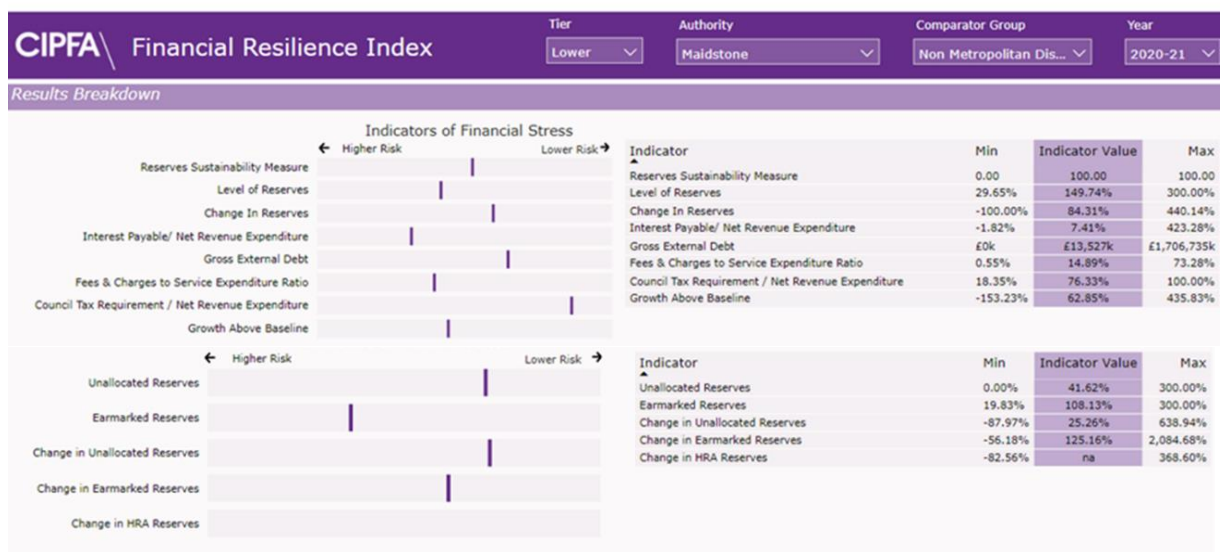 CIPFA\ Financial Resilience Index
Tier Authority Comparator Group Year
Lower Maidstone Non Metropolitan Dis... 2020-21
Results Breakdown
Indicators of Financial Stress
← Higher Risk Lower Risk →
Reserves Sustainability Measure
Level of Reserves
Change In Reserves
Interest Payable/ Net Revenue Expenditure
Gross External Debt
Fees & Charges to Service Expenditure Ratio
Council Tax Requirement / Net Revenue Expenditure
Growth Above Baseline
Indicator Min Indicator Value Max
Reserves Sustainability Measure 0.00 100.00 100.00
Level of Reserves 29.65% 149.74% 300.00%
Change In Reserves -100.00% 84.31% 440.14%
Interest Payable/ Net Revenue Expenditure -1.82% 7.41% 423.28%
Gross External Debt £0k £13,527k £1,706,735k
Fees & Charges to Service Expenditure Ratio 0.55% 14.89% 73.28%
Council Tax Requirement / Net Revenue Expenditure 18.35% 76.33% 100.00%
Growth Above Baseline -153.23% 62.85% 435.83%
← Higher Risk Lower Risk →
Unallocated Reserves
Earmarked Reserves
Change in Unallocated Reserves
Change in Earmarked Reserves
Change in HRA Reserves
Indicator Min Indicator Value Max
Unallocated Reserves 0.00% 41.62% 300.00%
Earmarked Reserves 19.83% 108.13% 300.00%
Change in Unallocated Reserves -87.97% 25.26% 638.94%
Change in Earmarked Reserves -56.18% 125.16% 2,084.68%
Change in HRA Reserves -82.56% na 368.60%